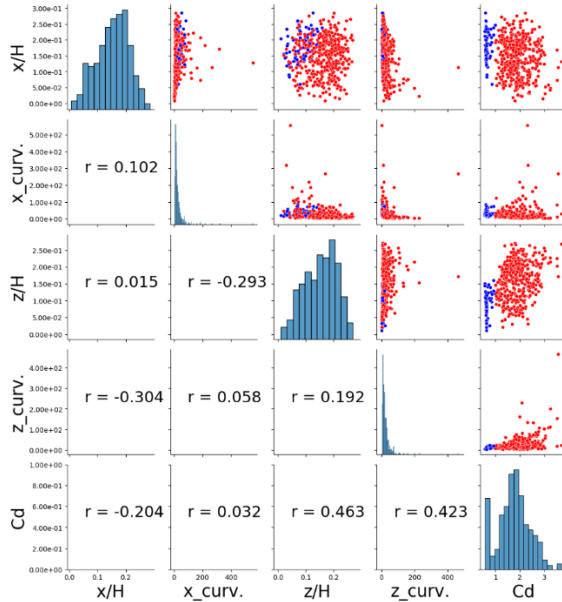 x/H
3.00e-01
2.50e-01
2.00e-01
1.50e-01
1.00e-01
5.00e-02
0.00e+00
x_curv.
r = 0.102
5.00e+02
4.00e+02
3.00e+02
2.00e+02
1.00e+02
0.00e+00
z/H
r = 0.015
r = -0.293
2.50e-01
2.00e-01
1.50e-01
1.00e-01
5.00e-02
0.00e+00
z_curv.
r = -0.304
r = 0.058
r = 0.192
4.00e+02
3.00e+02
2.00e+02
1.00e+02
0.00e+00
Cd
r = -0.204
r = 0.032
r = 0.463
r = 0.423
1.00e+00
8.00e-01
6.00e-01
4.00e-01
2.00e-01
0.00e+00
0.0 0.1 0.2 0 200 400 0.0 0.1 0.2 0 200 400 1 2 3
x/H x_curv. z/H z_curv. Cd